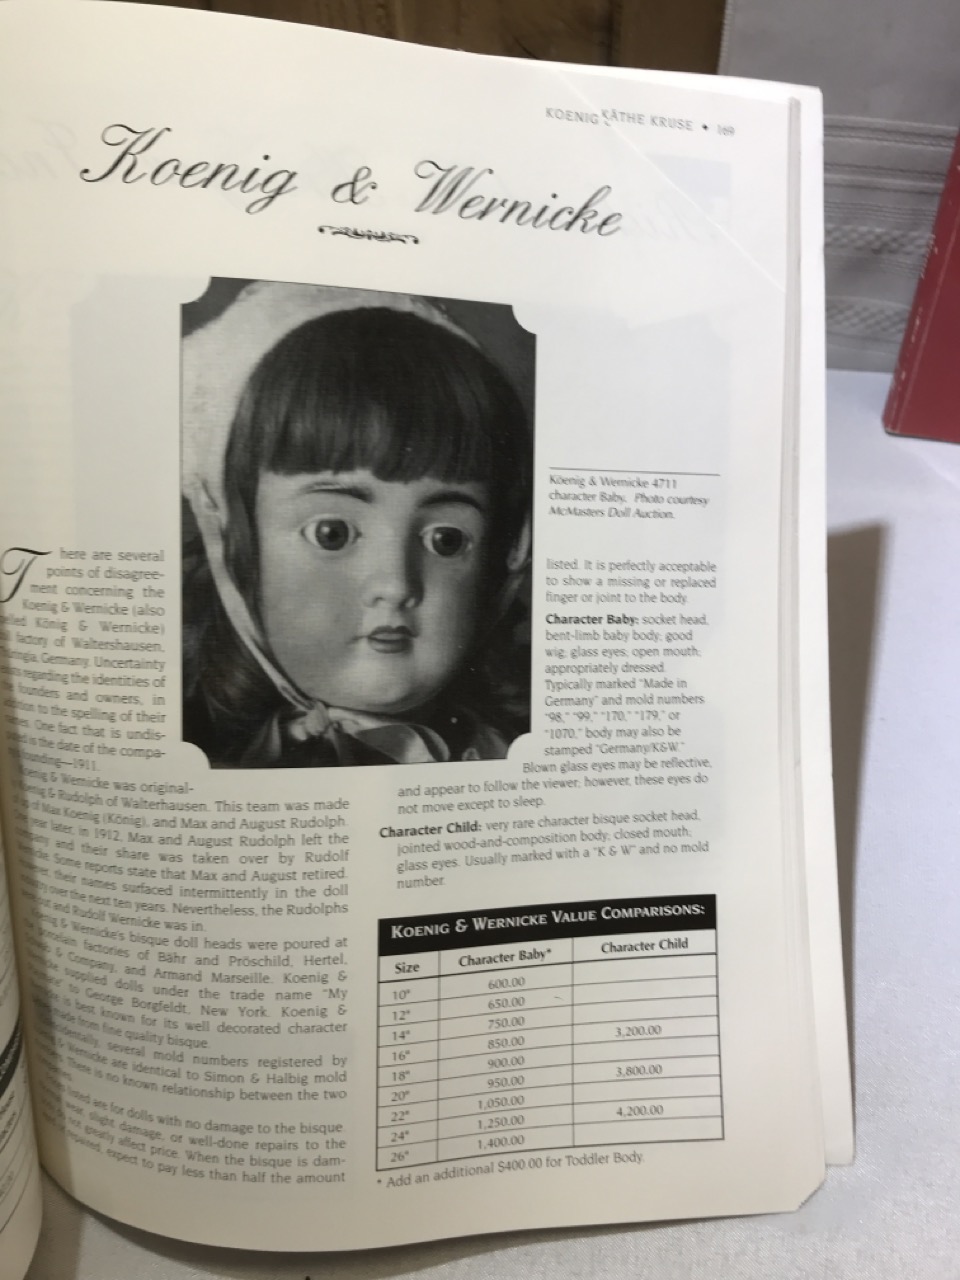 KOENIG KÄTHE KRUSE • 169
Koenig & Wernicke
Koenig & Wernicke 4711
character Baby. Photo courtesy
McMasters Doll Auction.
There are several
points of disagree-
ment concerning the
Koenig & Wernicke (also
König & Wernicke)
factory of Waltershausen,
Germany. Uncertainty
regarding the identities of
founders and owners, in
to the spelling of their
One fact that is undis-
is the date of the compa-
founding—1911.
Koenig & Wernicke was original-
& Rudolph of Walterhausen. This team was made
of Max Koenig (König), and Max and August Rudolph.
year later, in 1912, Max and August Rudolph left the
and their share was taken over by Rudolf
Some reports state that Max and August retired.
their names surfaced intermittently in the doll
over the next ten years. Nevertheless, the Rudolphs
and Rudolf Wernicke was in.
Koenig & Wernicke's bisque doll heads were poured at
porcelain factories of Bähr and Pröschild, Hertel,
& Company, and Armand Marseille. Koenig &
supplied dolls under the trade name "My
to George Borgfeldt, New York. Koenig &
is best known for its well decorated character
made from fine quality bisque.
several mold numbers registered by
& Wernicke are identical to Simon & Halbig mold
There is no known relationship between the two
listed are for dolls with no damage to the bisque.
wear, slight damage, or well-done repairs to the
not greatly affect price. When the bisque is dam-
repaired, expect to pay less than half the amount
listed. It is perfectly acceptable
to show a missing or replaced
finger or joint to the body.
Character Baby: socket head,
bent-limb baby body; good
wig; glass eyes; open mouth;
appropriately dressed.
Typically marked "Made in
Germany" and mold numbers
"98," "99," "170," "179," or
"1070," body may also be
stamped "Germany/K&W."
Blown glass eyes may be reflective,
and appear to follow the viewer; however, these eyes do
not move except to sleep.
Character Child: very rare character bisque socket head,
jointed wood-and-composition body; closed mouth;
glass eyes. Usually marked with a "K & W" and no mold
number.
KOENIG & WERNICKE VALUE COMPARISONS:
Size Character Baby* Character Child
10" 600.00
12" 650.00
14" 750.00 3,200.00
16" 850.00
18" 900.00 3,800.00
20" 950.00
22" 1,050.00 4,200.00
24" 1,250.00
26" 1,400.00
* Add an additional $400.00 for Toddler Body.